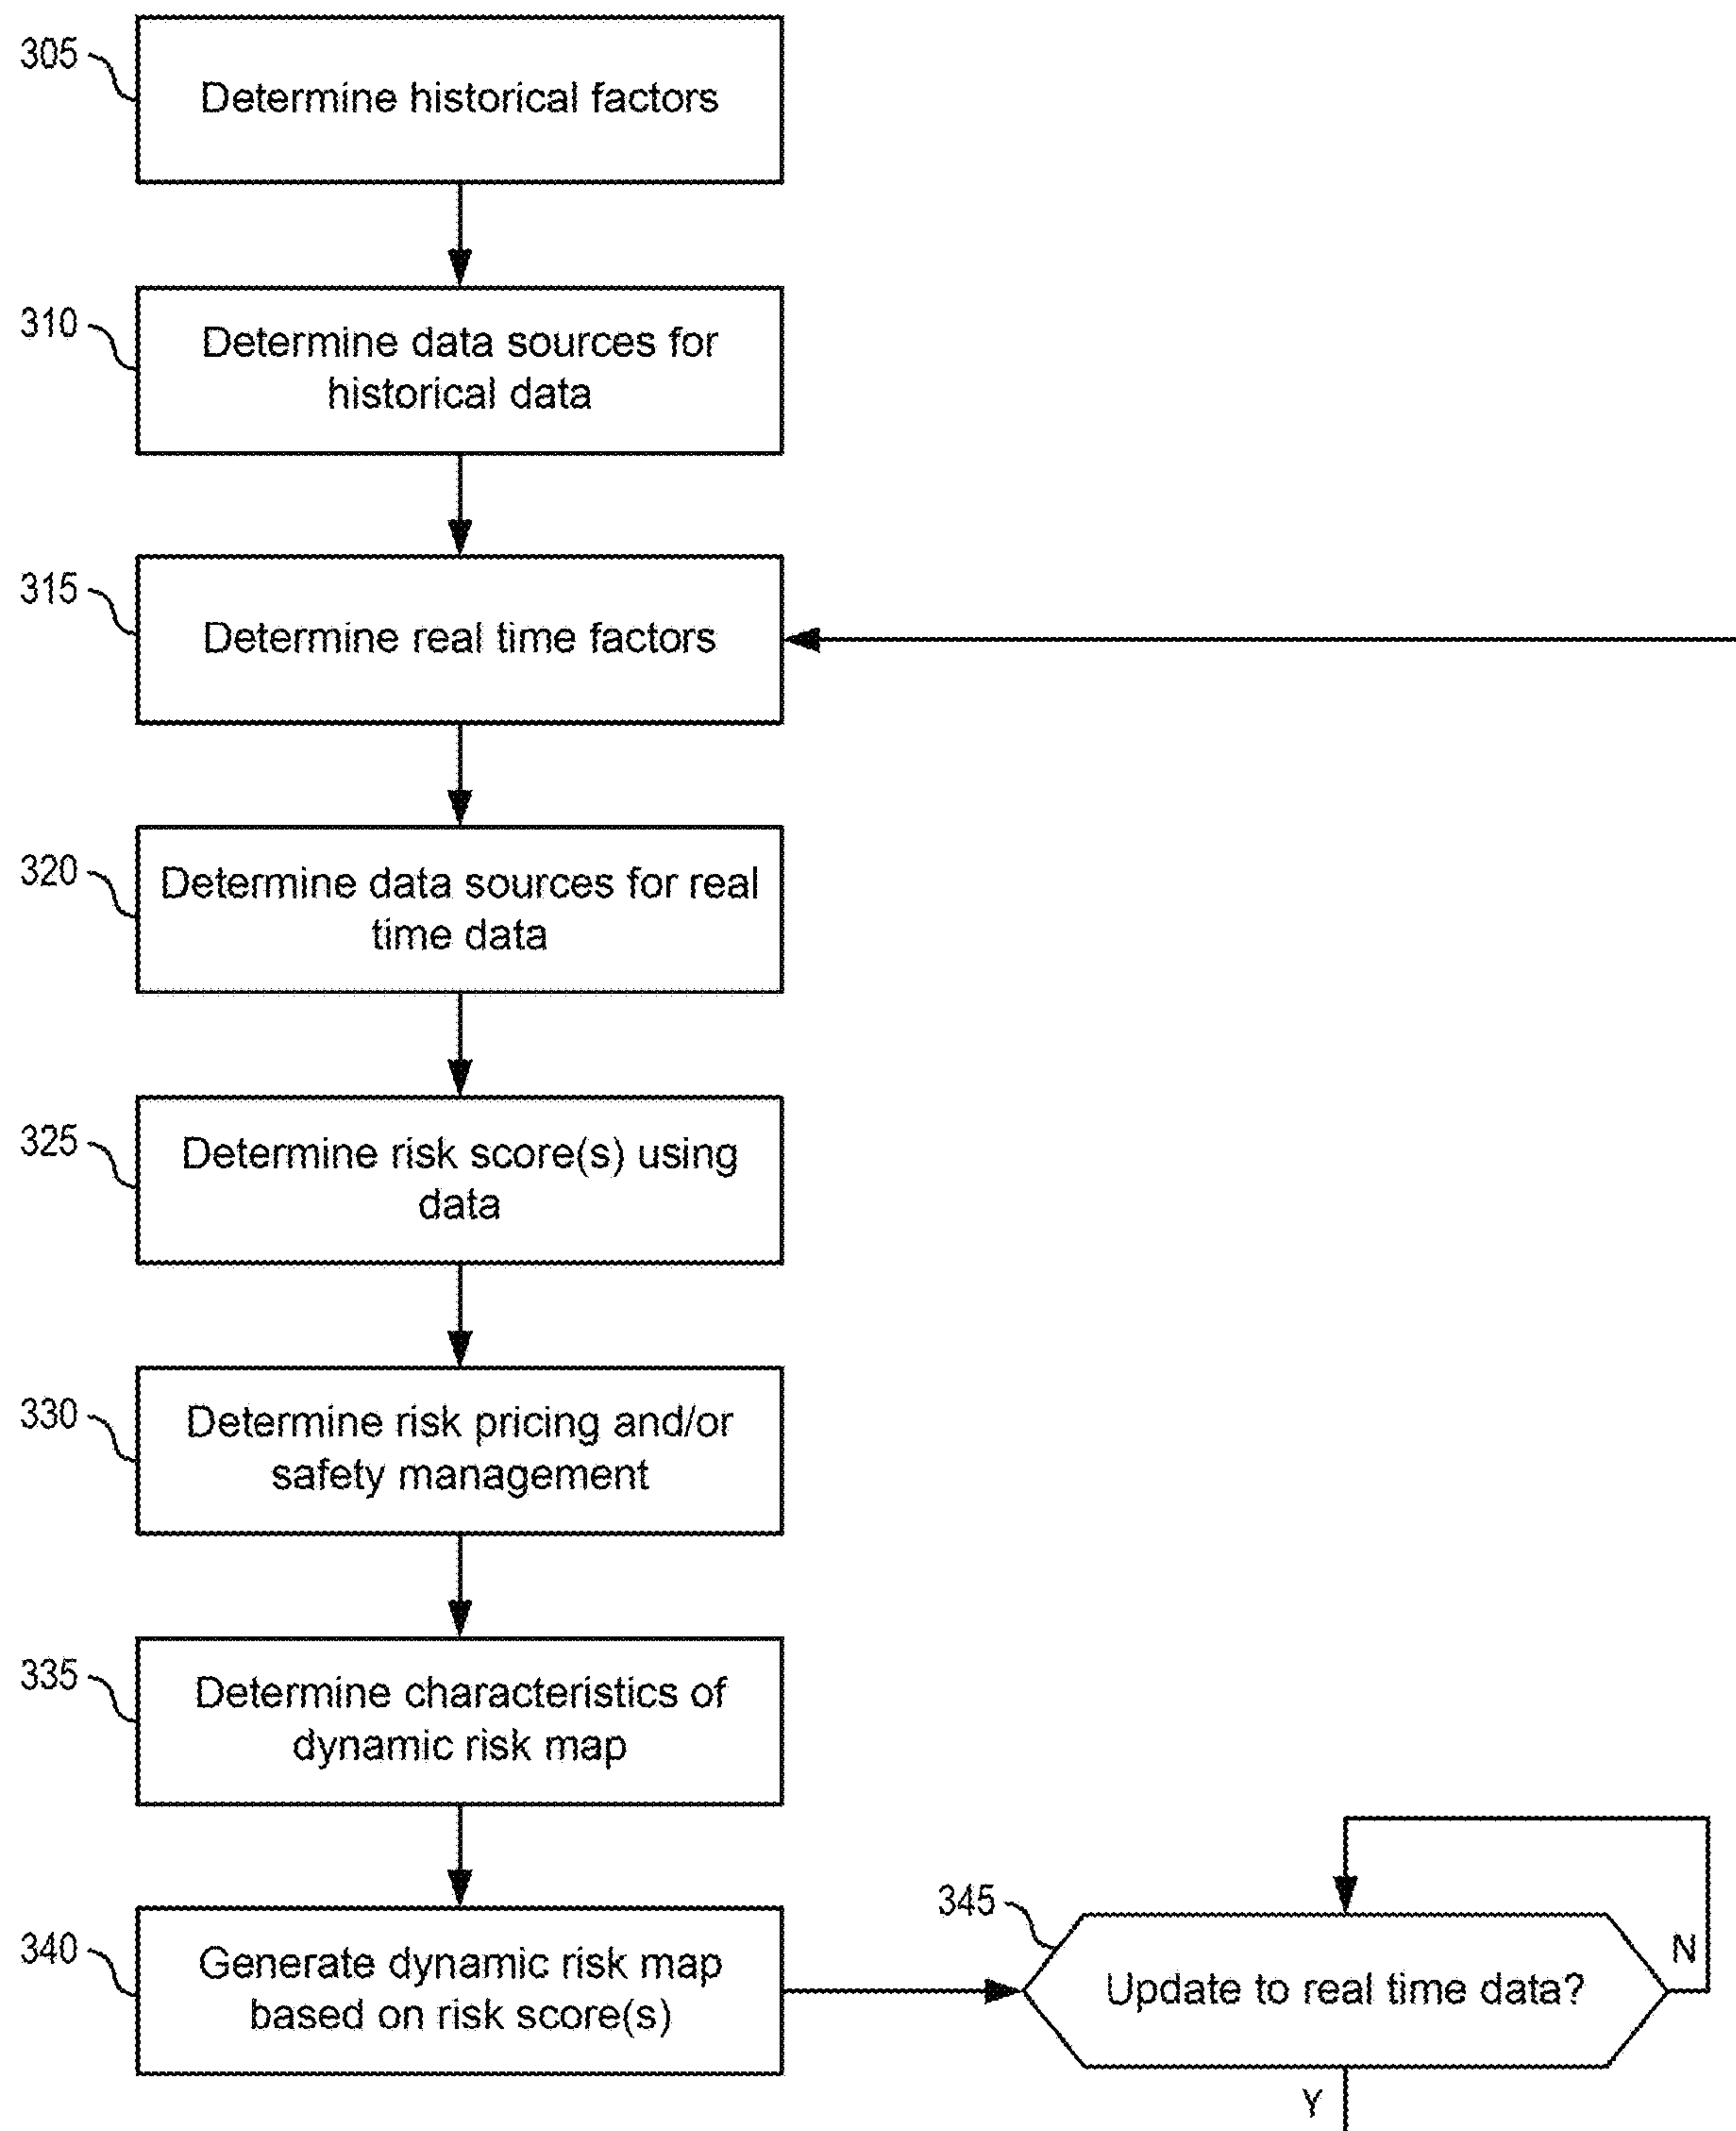 305
Determine historical factors
310
Determine data sources for
historical data
315
Determine real time factors
320
Determine data sources for real
time data
325
Determine risk score(s) using
data
330
Determine risk pricing and/or
safety management
335
Determine characteristics of
dynamic risk map
340
Generate dynamic risk map
based on risk score(s)
345
Update to real time data?
N
Y